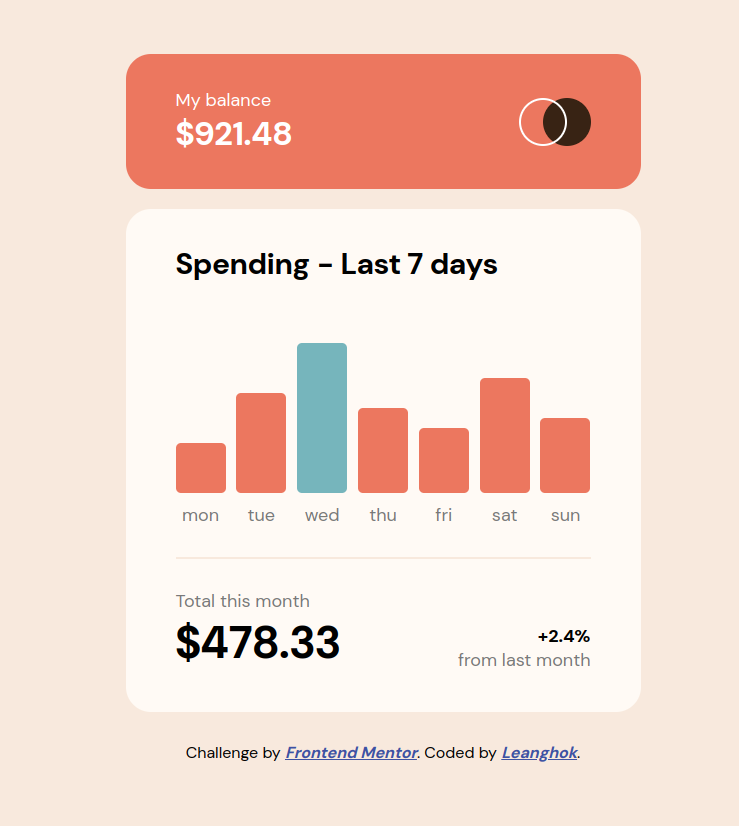 My balance
$921.48
Spending - Last 7 days
mon tue wed thu fri sat sun
Total this month
$478.33
+2.4%
from last month
Challenge by Frontend Mentor. Coded by Leanghok.